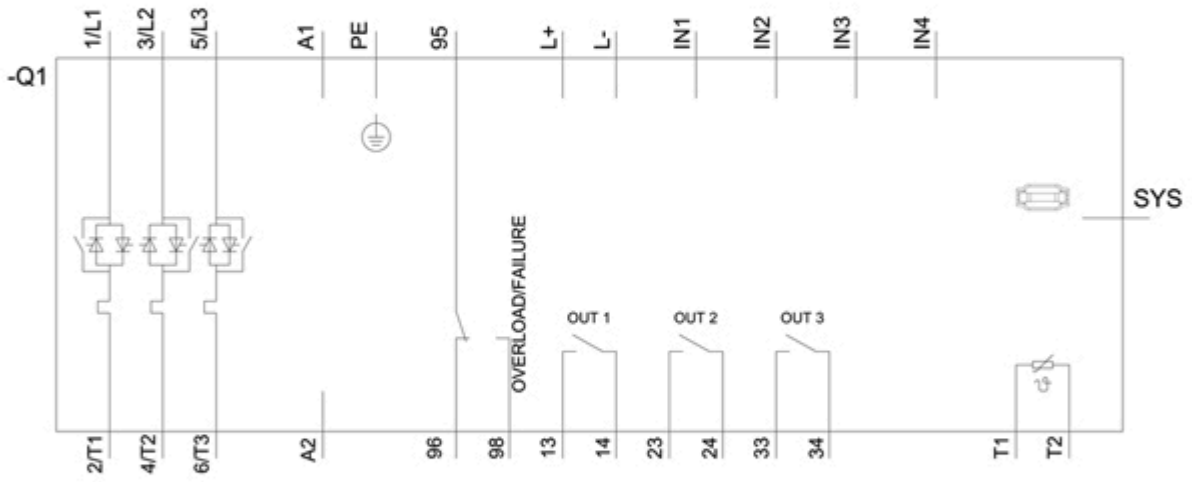 1/L1
3/L2
5/L3
A1
PE
95
L+
L-
IN1
IN2
IN3
IN4
-Q1
SYS
OVERLOAD/FAILURE
OUT 1
OUT 2
OUT 3
ϑ
2/T1
4/T2
6/T3
A2
96
98
13
14
23
24
33
34
T1
T2